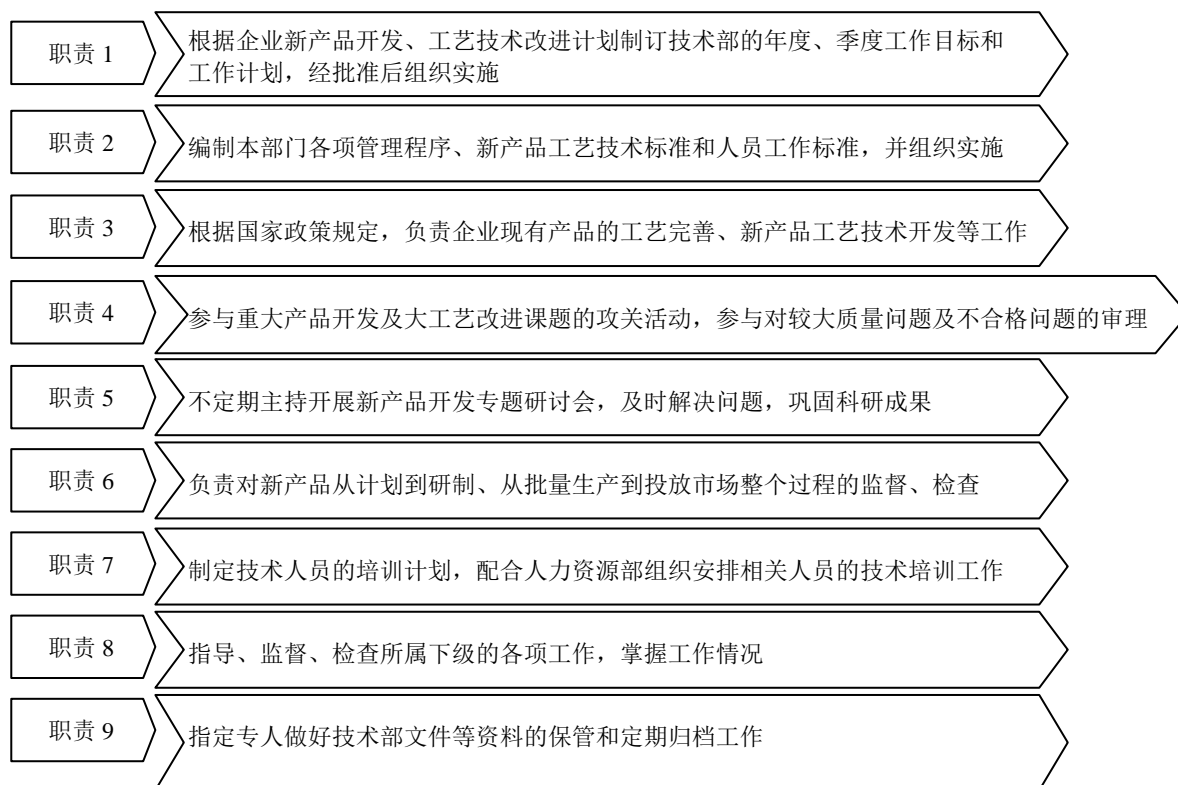 职责 1
根据企业新产品开发、工艺技术改进计划制订技术部的年度、季度工作目标和
工作计划，经批准后组织实施
职责 2
编制本部门各项管理程序、新产品工艺技术标准和人员工作标准，并组织实施
职责 3
根据国家政策规定，负责企业现有产品的工艺完善、新产品工艺技术开发等工作
职责 4
参与重大产品开发及大工艺改进课题的攻关活动，参与对较大质量问题及不合格问题的审理
职责 5
不定期主持开展新产品开发专题研讨会，及时解决问题，巩固科研成果
职责 6
负责对新产品从计划到研制、从批量生产到投放市场整个过程的监督、检查
职责 7
制定技术人员的培训计划，配合人力资源部组织安排相关人员的技术培训工作
职责 8
指导、监督、检查所属下级的各项工作，掌握工作情况
职责 9
指定专人做好技术部文件等资料的保管和定期归档工作